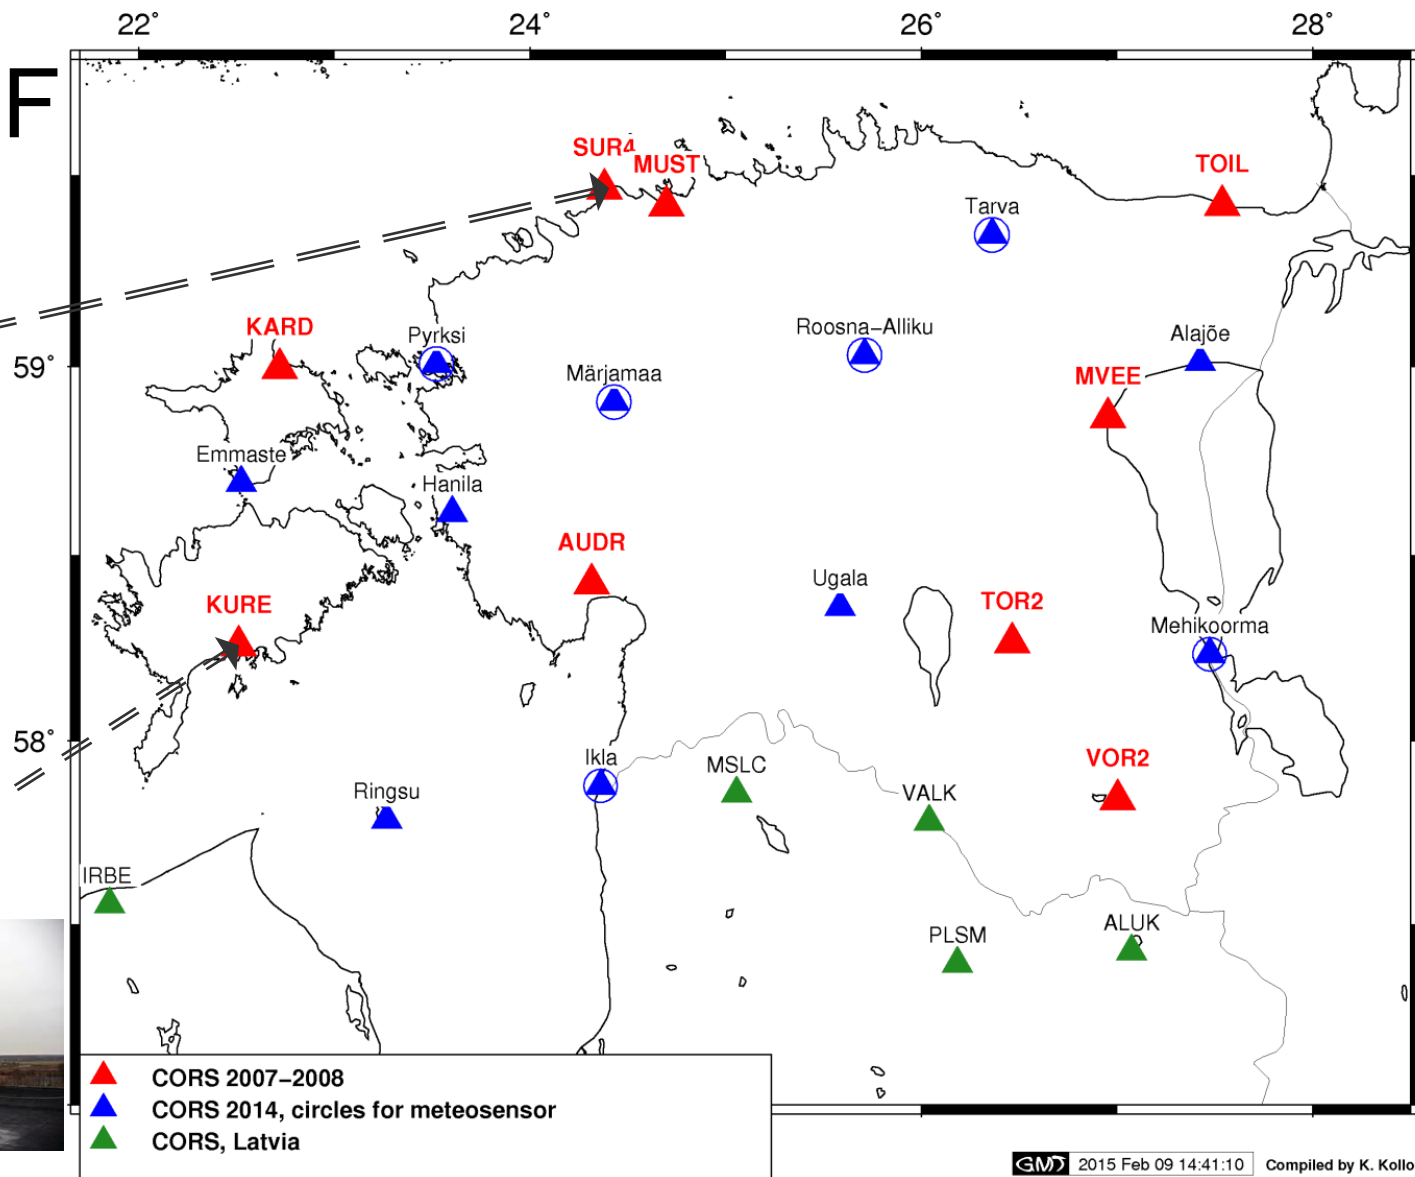 22° 24° 26° 28°
F
SUR4
MUST
TOIL
Tarva
KARD
Pyrksi
Roosna–Alliku
Alajõe
59°
Märjamaa
MVEE
Emmaste
Hanila
AUDR
Ugala
TOR2
KURE
Mehikoorma
58°
Ikla
MSLC
VOR2
Ringsu
VALK
IRBE
PLSM
ALUK
CORS 2007–2008
CORS 2014, circles for meteosensor
CORS, Latvia
GMT 2015 Feb 09 14:41:10 Compiled by K. Kollo